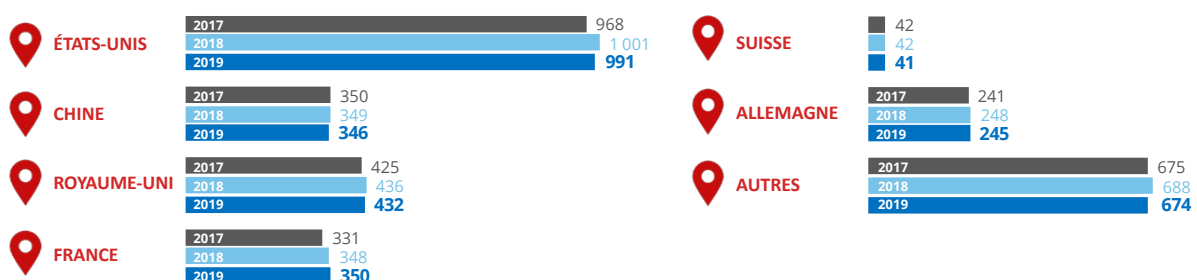 ÉTATS-UNIS
2017 968
2018 1 001
2019 991
CHINE
2017 350
2018 349
2019 346
ROYAUME-UNI
2017 425
2018 436
2019 432
FRANCE
2017 331
2018 348
2019 350
SUISSE
42
42
41
ALLEMAGNE
2017 241
2018 248
2019 245
AUTRES
2017 675
2018 688
2019 674